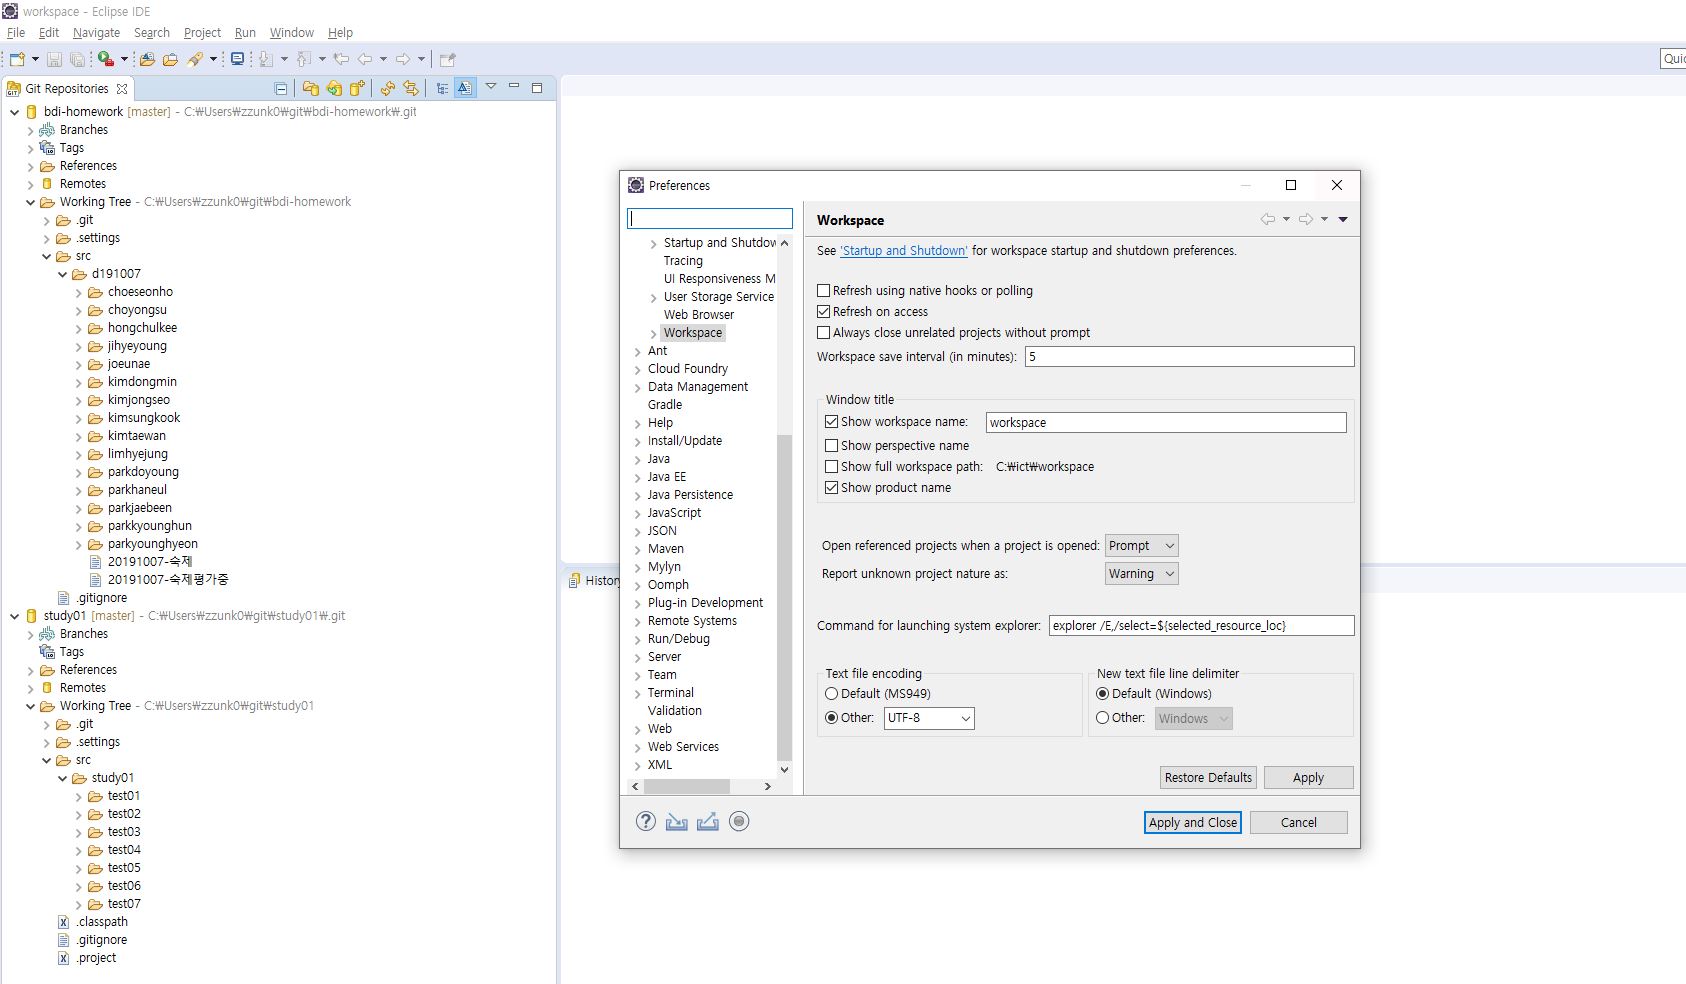 workspace - Eclipse IDE
File Edit Navigate Search Project Run Window Help
Quic
Git Repositories
bdi-homework [master] - C:₩Users₩zzunk0₩git₩bdi-homework₩.git
Branches
Tags
References
Remotes
Working Tree - C:₩Users₩zzunk0₩git₩bdi-homework
.git
.settings
src
d191007
choeseonho
choyongsu
hongchulkee
jihyeyoung
joeunae
kimdongmin
kimjongseo
kimsungkook
kimtaewan
limhyejung
parkdoyoung
parkhaneul
parkjaebeen
parkkyounghun
parkyounghyeon
20191007-숙제
20191007-숙제평가중
.gitignore
study01 [master] - C:₩Users₩zzunk0₩git₩study01₩.git
Branches
Tags
References
Remotes
Working Tree - C:₩Users₩zzunk0₩git₩study01
.git
.settings
src
study01
test01
test02
test03
test04
test05
test06
test07
.classpath
.gitignore
.project
History
Preferences
Startup and Shutdow
Tracing
UI Responsiveness M
User Storage Service
Web Browser
Workspace
Ant
Cloud Foundry
Data Management
Gradle
Help
Install/Update
Java
Java EE
Java Persistence
JavaScript
JSON
Maven
Mylyn
Oomph
Plug-in Development
Remote Systems
Run/Debug
Server
Team
Terminal
Validation
Web
Web Services
XML
Workspace
See 'Startup and Shutdown' for workspace startup and shutdown preferences.
Refresh using native hooks or polling
Refresh on access
Always close unrelated projects without prompt
Workspace save interval (in minutes): 5
Window title
Show workspace name: workspace
Show perspective name
Show full workspace path: C:₩ict₩workspace
Show product name
Open referenced projects when a project is opened: Prompt
Report unknown project nature as: Warning
Command for launching system explorer: explorer /E,/select=${selected_resource_loc}
Text file encoding
Default (MS949)
Other: UTF-8
New text file line delimiter
Default (Windows)
Other: Windows
Restore Defaults Apply
Apply and Close Cancel